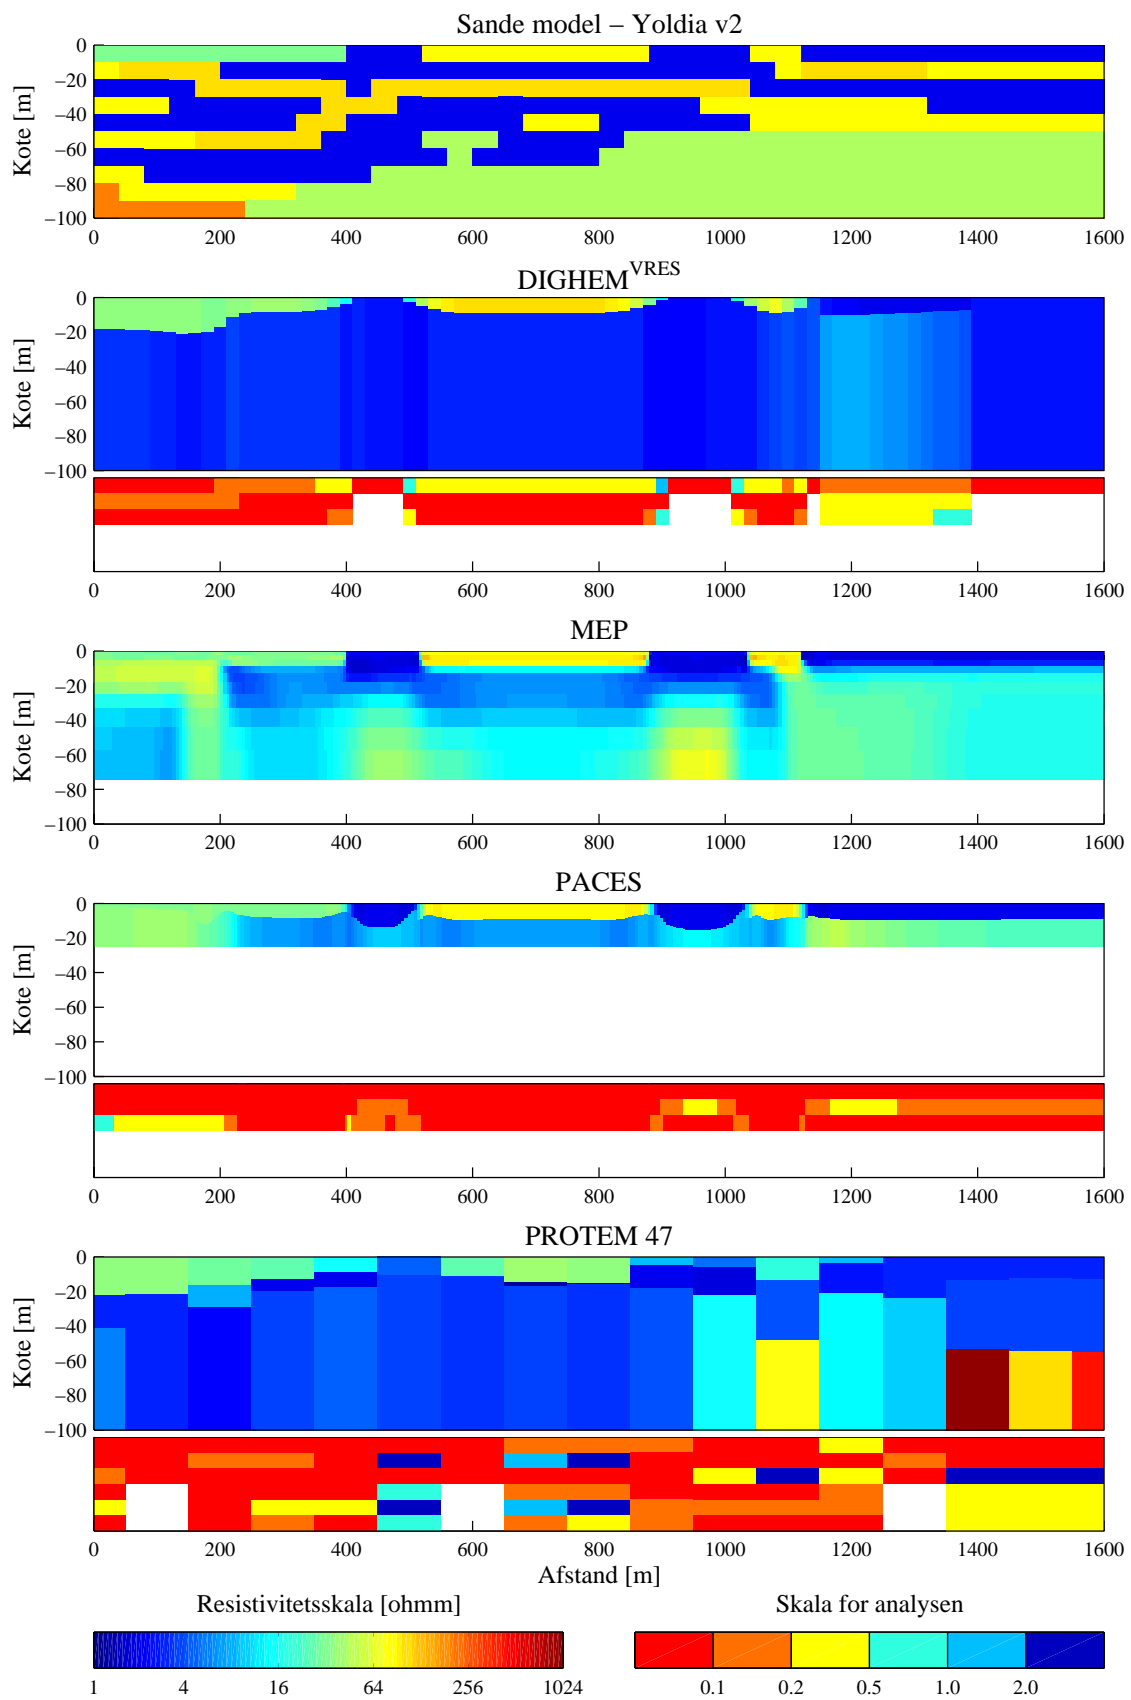 Sande model – Yoldia v2
0
–20
–40
–60
–80
–100
Kote [m]
0 200 400 600 800 1000 1200 1400 1600
DIGHEM^VRES
0
–20
–40
–60
–80
–100
Kote [m]
0 200 400 600 800 1000 1200 1400 1600
MEP
0
–20
–40
–60
–80
–100
Kote [m]
0 200 400 600 800 1000 1200 1400 1600
PACES
0
–20
–40
–60
–80
–100
Kote [m]
0 200 400 600 800 1000 1200 1400 1600
PROTEM 47
0
–20
–40
–60
–80
–100
Kote [m]
0 200 400 600 800 1000 1200 1400 1600
Afstand [m]
Resistivitetsskala [ohmm]
1 4 16 64 256 1024
Skala for analysen
0.1 0.2 0.5 1.0 2.0